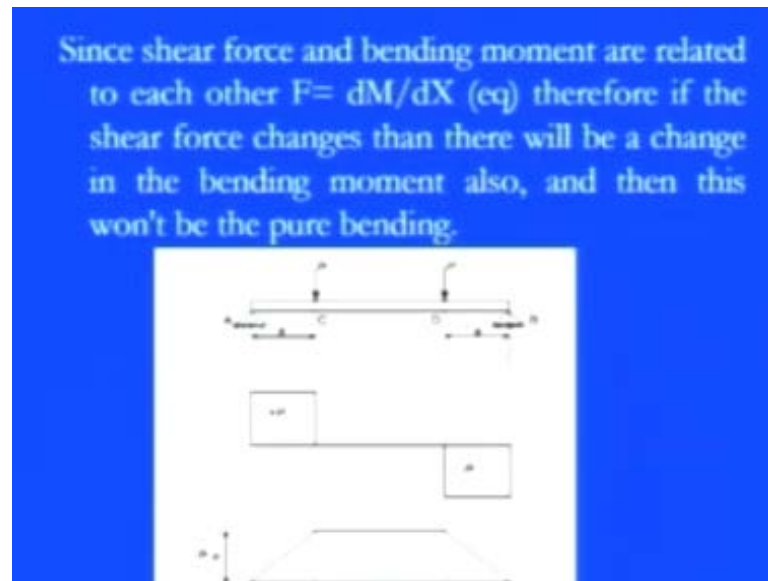 Since shear force and bending moment are related
to each other F= dM/dX (eq) therefore if the
shear force changes than there will be a change
in the bending moment also, and then this
won't be the pure bending.
A
C
D
B